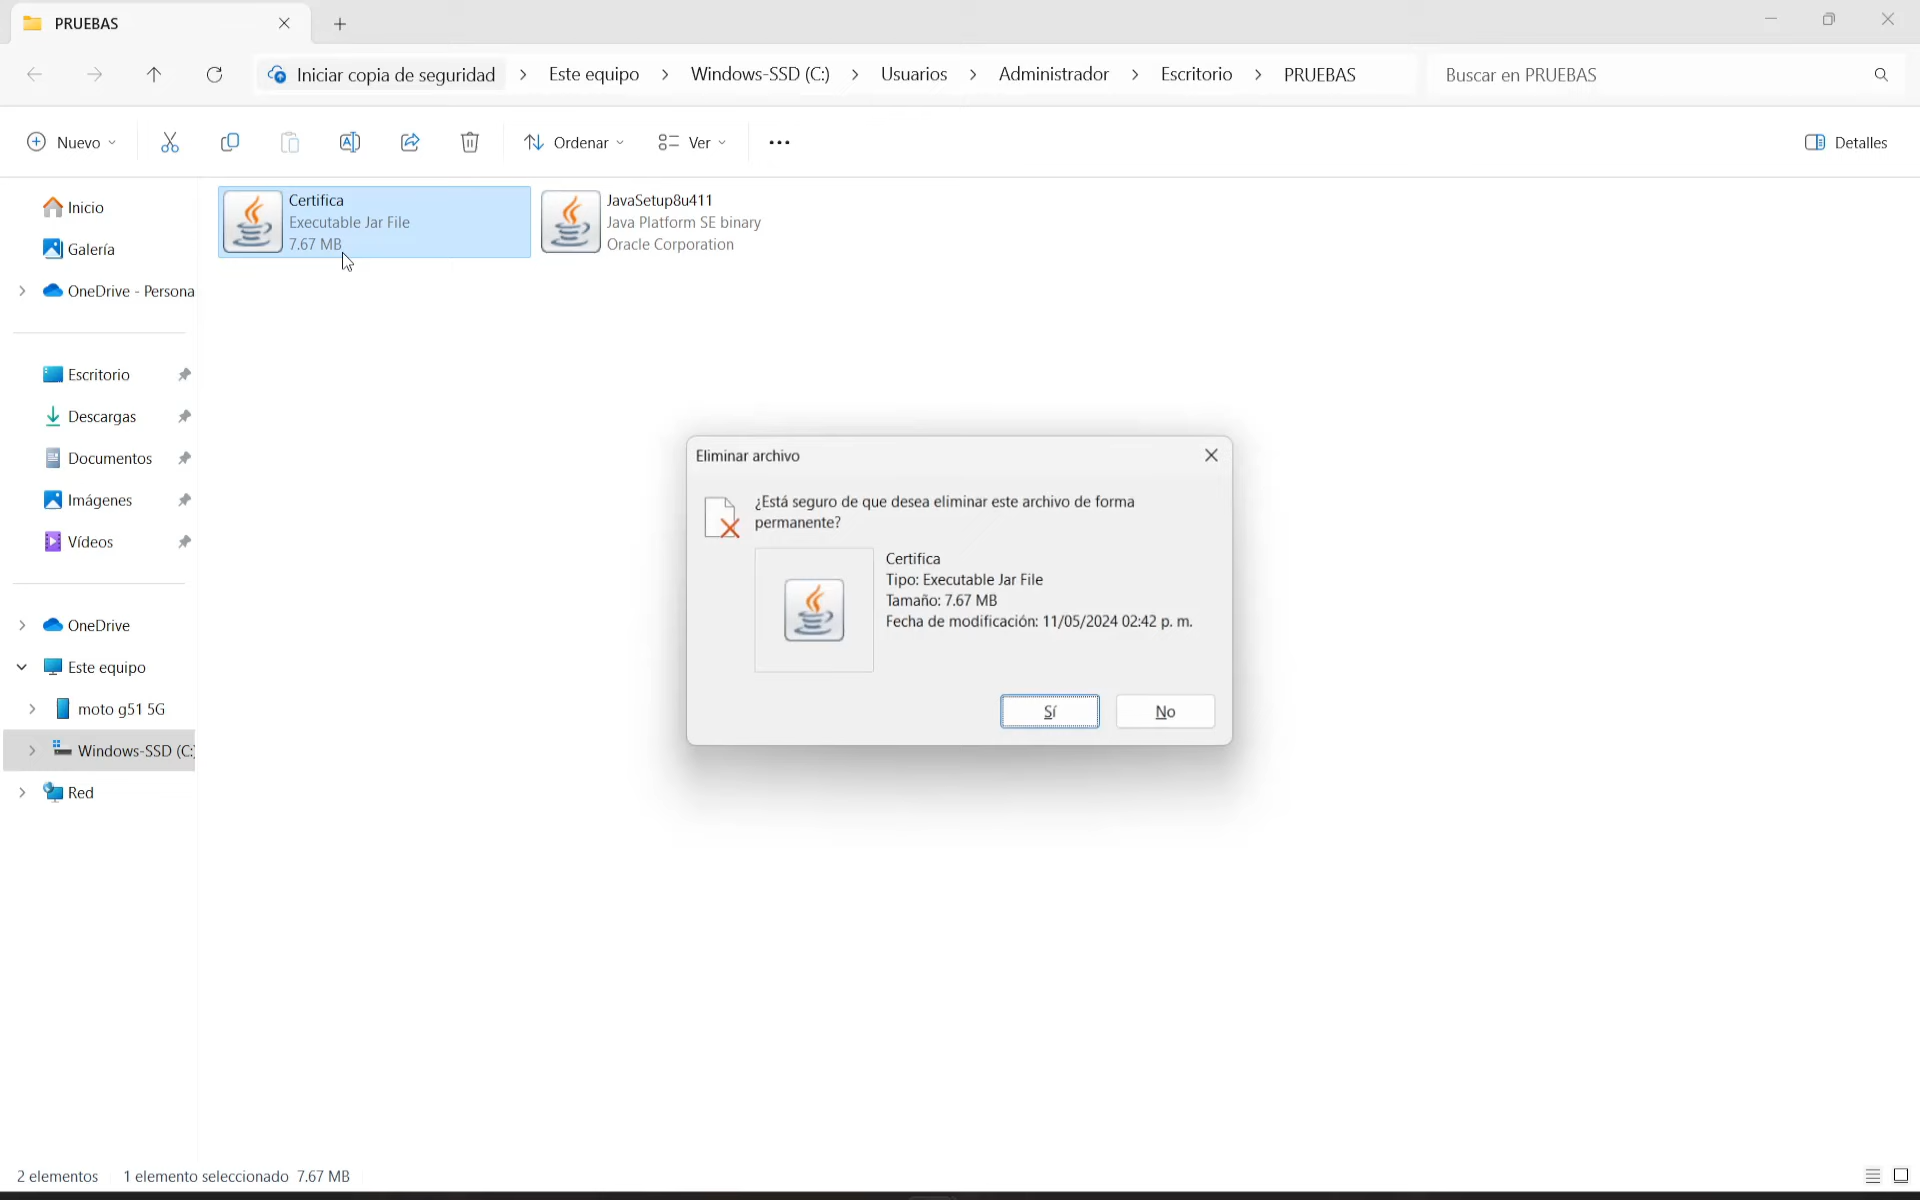 PRUEBAS
Iniciar copia de seguridad
Este equipo
Windows-SSD (C:)
Usuarios
Administrador
Escritorio
PRUEBAS
Buscar en PRUEBAS
Nuevo
Ordenar
Ver
Detalles
Inicio
Galería
OneDrive - Persona
Escritorio
Descargas
Documentos
Imágenes
Vídeos
OneDrive
Este equipo
moto g51 5G
Windows-SSD (C:)
Red
Certifica
Executable Jar File
7.67 MB
JavaSetup8u411
Java Platform SE binary
Oracle Corporation
Eliminar archivo
¿Está seguro de que desea eliminar este archivo de forma
permanente?
Certifica
Tipo: Executable Jar File
Tamaño: 7.67 MB
Fecha de modificación: 11/05/2024 02:42 p. m.
Sí
No
2 elementos
1 elemento seleccionado 7.67 MB